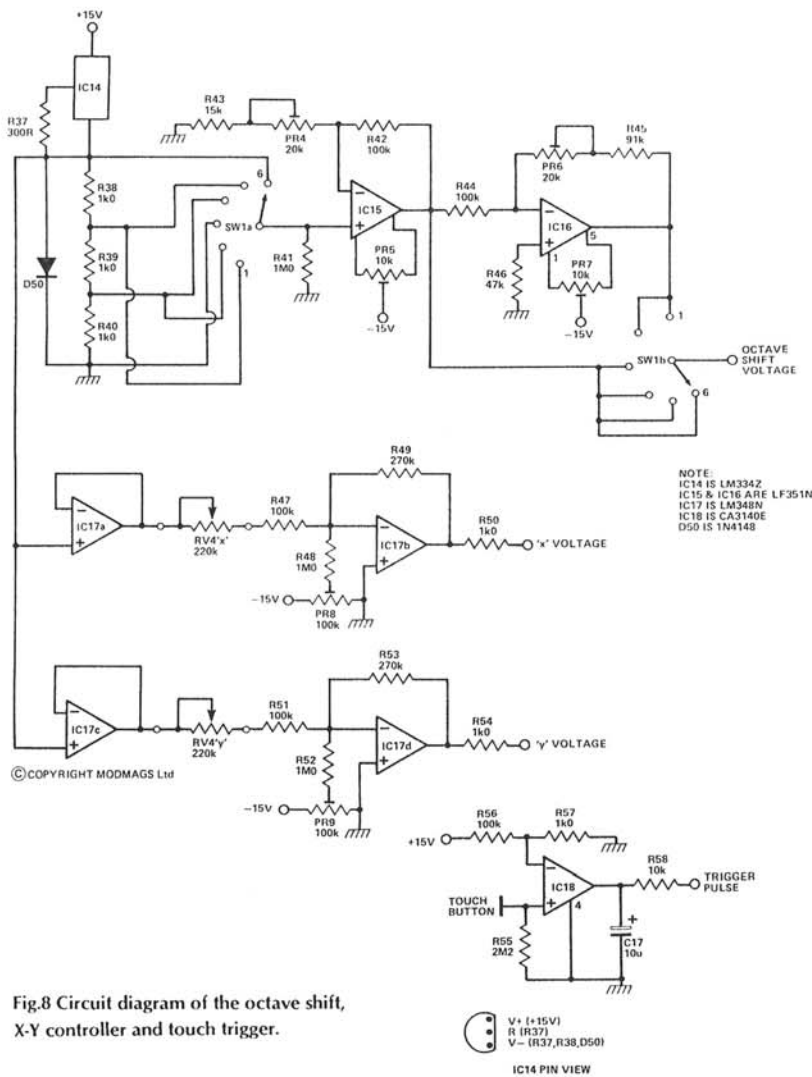 +15V
IC14
R37
300R
D50
R38
1k0
R39
1k0
R40
1k0
R43
15k
PR4
20k
R42
100k
6
SW1a
1
R41
1M0
IC15
PR5
10k
−15V
R44
100k
PR6
20k
R45
91k
IC16
5
1
R46
47k
PR7
10k
−15V
1
SW1b
6
OCTAVE
SHIFT
VOLTAGE
NOTE:
IC14 IS LM334Z
IC15 & IC16 ARE LF351N
IC17 IS LM348N
IC18 IS CA3140E
D50 IS 1N4148
IC17a
RV4'x'
220k
R47
100k
R49
270k
R48
1M0
IC17b
R50
1k0
'x' VOLTAGE
−15V
PR8
100k
IC17c
RV4'y'
220k
R51
100k
R53
270k
R52
1M0
IC17d
R54
1k0
'y' VOLTAGE
−15V
PR9
100k
©COPYRIGHT MODMAGS Ltd
+15V
R56
100k
R57
1k0
IC18
4
TOUCH
BUTTON
R55
2M2
R58
10k
TRIGGER
PULSE
+
C17
10u
Fig.8 Circuit diagram of the octave shift,
X-Y controller and touch trigger.
V+ (+15V)
R (R37)
V− (R37,R38,D50)
IC14 PIN VIEW